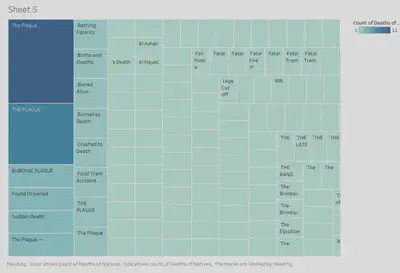 Sheet 5
The Plague.
THE PLAGUE
BUBONIC PLAGUE
Found Drowned
Sudden Death
The Plague —
Bathing
Fatality
Births and
Deaths
Buried
Alive
Burned to
Death
Crushed to
Death
Fatal Tram
Accident.
THE
PLAGUE
The Plague
's Death
Al Azhar.
Al Hayad.
Fall
from
a
Fatal
Fatal
Fatal
Fire
in
Fatal
Fatal
Tram
Fatal
Tram
Legs
Cut
off
MR.
THE
THE
LATE
THE
THE
THE
BAND
The
The
The
Brindisi
The
Brindisi
The
Egyptian
The
Count of Deaths of...
1
13
Heading. Color shows count of Deaths of Natives. Size shows count of Deaths of Natives. The marks are labeled by Heading.